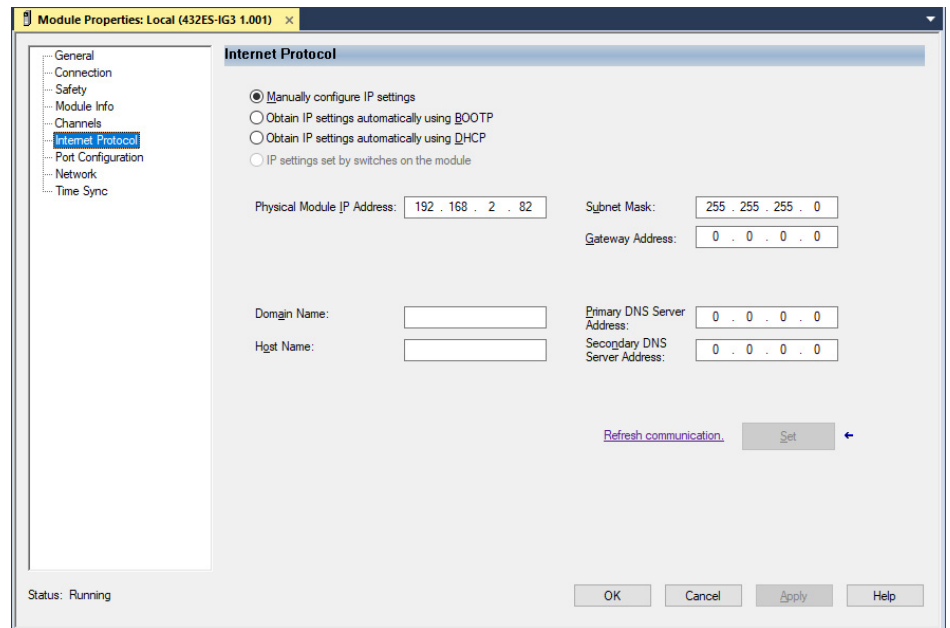 Module Properties: Local (432ES-IG3 1.001) ×
General
Connection
Safety
Module Info
Channels
Internet Protocol
Port Configuration
Network
Time Sync
Internet Protocol
Manually configure IP settings
Obtain IP settings automatically using BOOTP
Obtain IP settings automatically using DHCP
IP settings set by switches on the module
Physical Module IP Address: 192 . 168 . 2 . 82 Subnet Mask: 255 . 255 . 255 . 0
Gateway Address: 0 . 0 . 0 . 0
Domain Name: Primary DNS Server Address: 0 . 0 . 0 . 0
Host Name: Secondary DNS Server Address: 0 . 0 . 0 . 0
Refresh communication. Set
Status: Running OK Cancel Apply Help